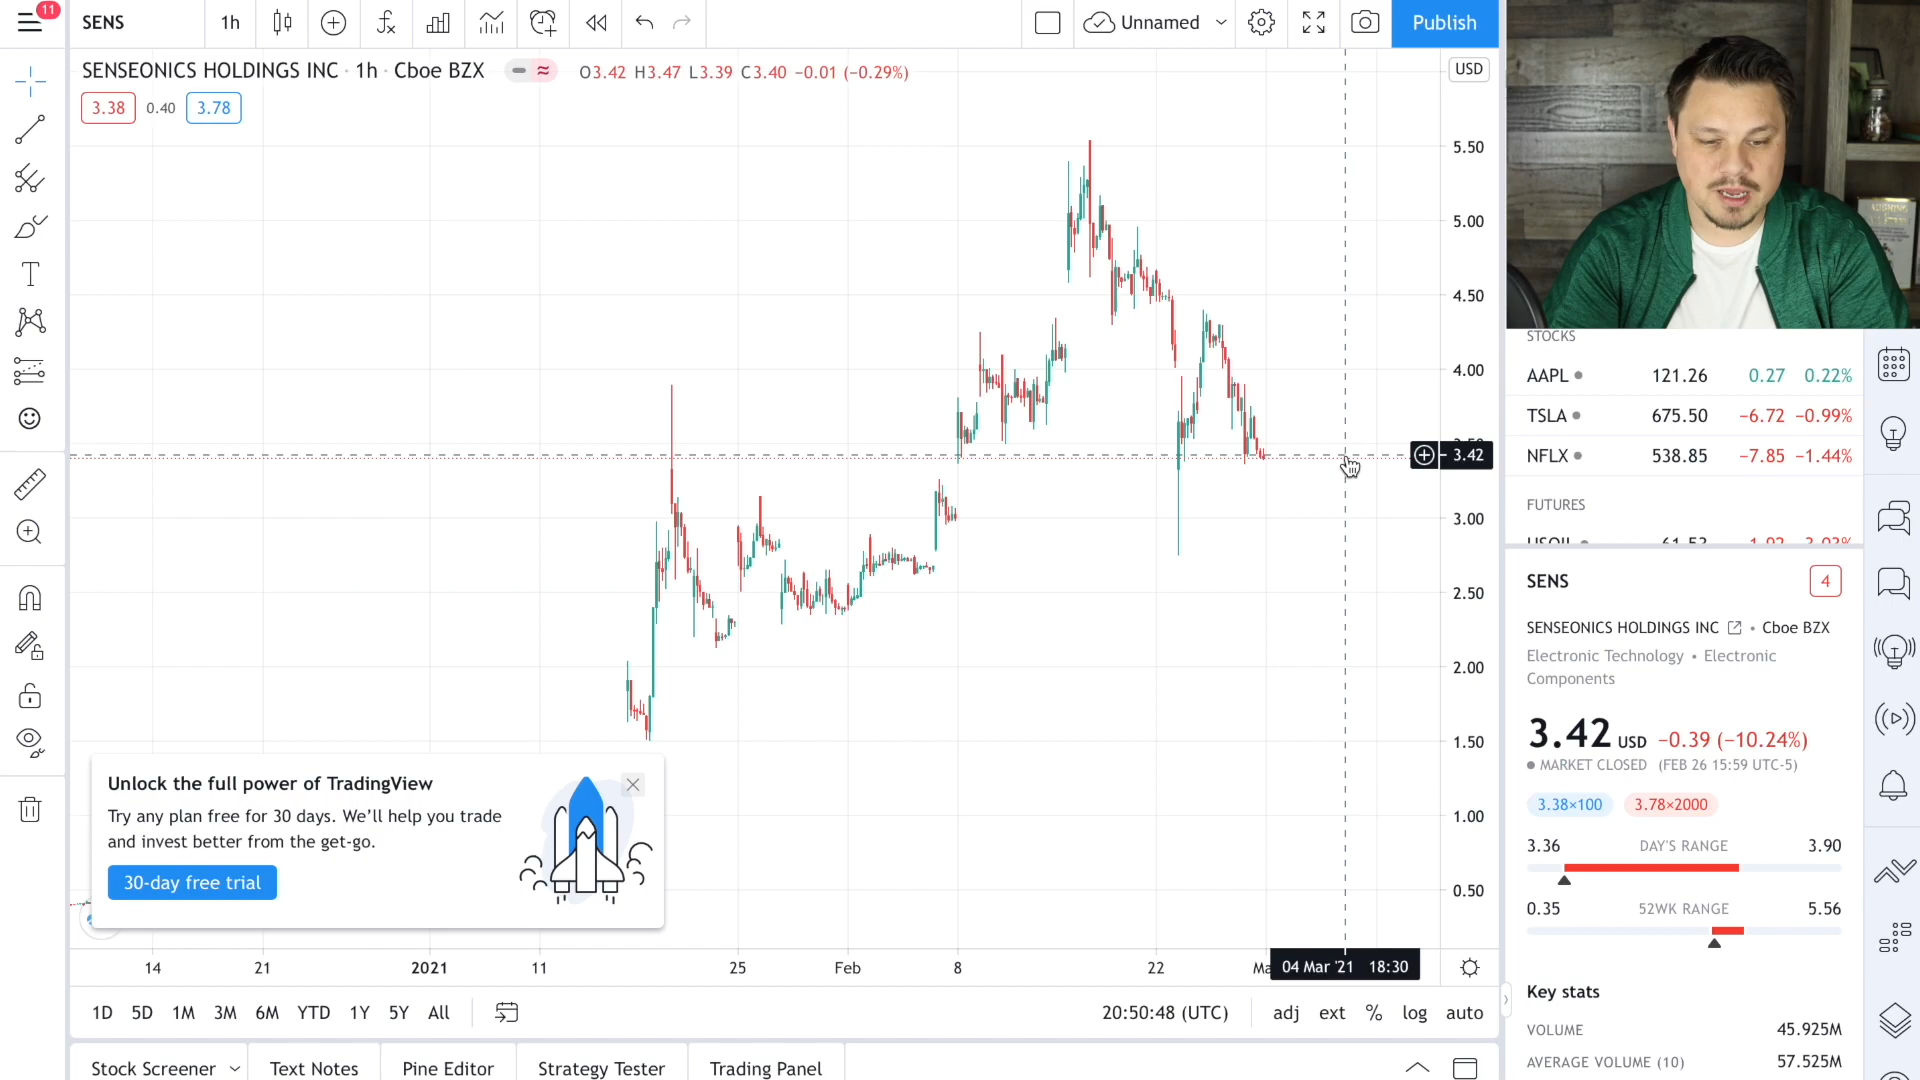 11
SENS
1h
Unnamed
Publish
SENSEONICS HOLDINGS INC · 1h · Cboe BZX
O3.42 H3.47 L3.39 C3.40 −0.01 (−0.29%)
USD
3.38 0.40 3.78
5.50
5.00
4.50
4.00
3.42
3.00
2.50
2.00
1.50
1.00
0.50
Unlock the full power of TradingView
Try any plan free for 30 days. We'll help you trade
and invest better from the get-go.
30-day free trial
14 21 2021 11 25 Feb 8 22
04 Mar '21 18:30
1D 5D 1M 3M 6M YTD 1Y 5Y All
20:50:48 (UTC)
adj ext % log auto
Stock Screener
Text Notes
Pine Editor
Strategy Tester
Trading Panel
STOCKS
AAPL 121.26 0.27 0.22%
TSLA 675.50 −6.72 −0.99%
NFLX 538.85 −7.85 −1.44%
FUTURES
SENS 4
SENSEONICS HOLDINGS INC • Cboe BZX
Electronic Technology • Electronic
Components
3.42 USD −0.39 (−10.24%)
MARKET CLOSED (FEB 26 15:59 UTC-5)
3.38×100 3.78×2000
3.36 DAY'S RANGE 3.90
0.35 52WK RANGE 5.56
Key stats
VOLUME 45.925M
AVERAGE VOLUME (10) 57.525M